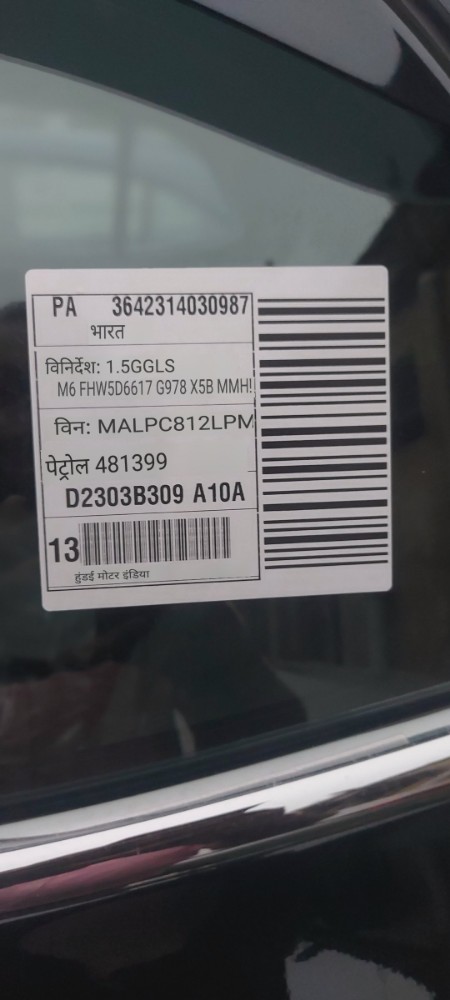 PA 3642314030987
भारत
विनिर्देश: 1.5GGLS
M6 FHW5D6617 G978 X5B MMH!
विन: MALPC812LPM
पेट्रोल 481399
D2303B309 A10A
13
हुंडई मोटर इंडिया